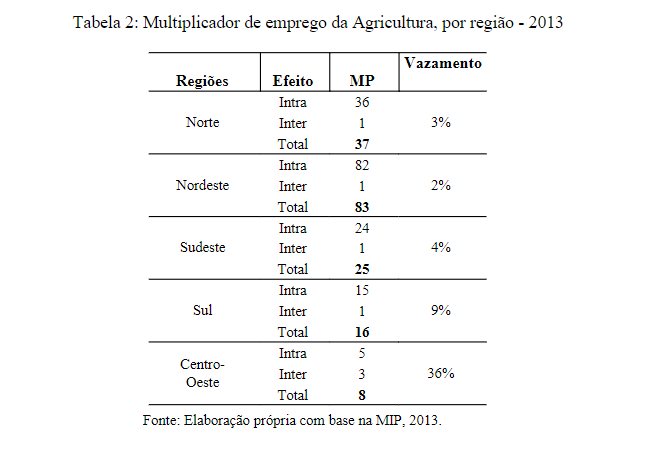 Tabela 2: Multiplicador de emprego da Agricultura, por região - 2013
Regiões Efeito MP Vazamento
Intra 36
Norte Inter 1 3%
Total 37
Intra 82
Nordeste Inter 1 2%
Total 83
Intra 24
Sudeste Inter 1 4%
Total 25
Intra 15
Sul Inter 1 9%
Total 16
Intra 5
Centro-
Oeste Inter 3 36%
Total 8
Fonte: Elaboração própria com base na MIP, 2013.